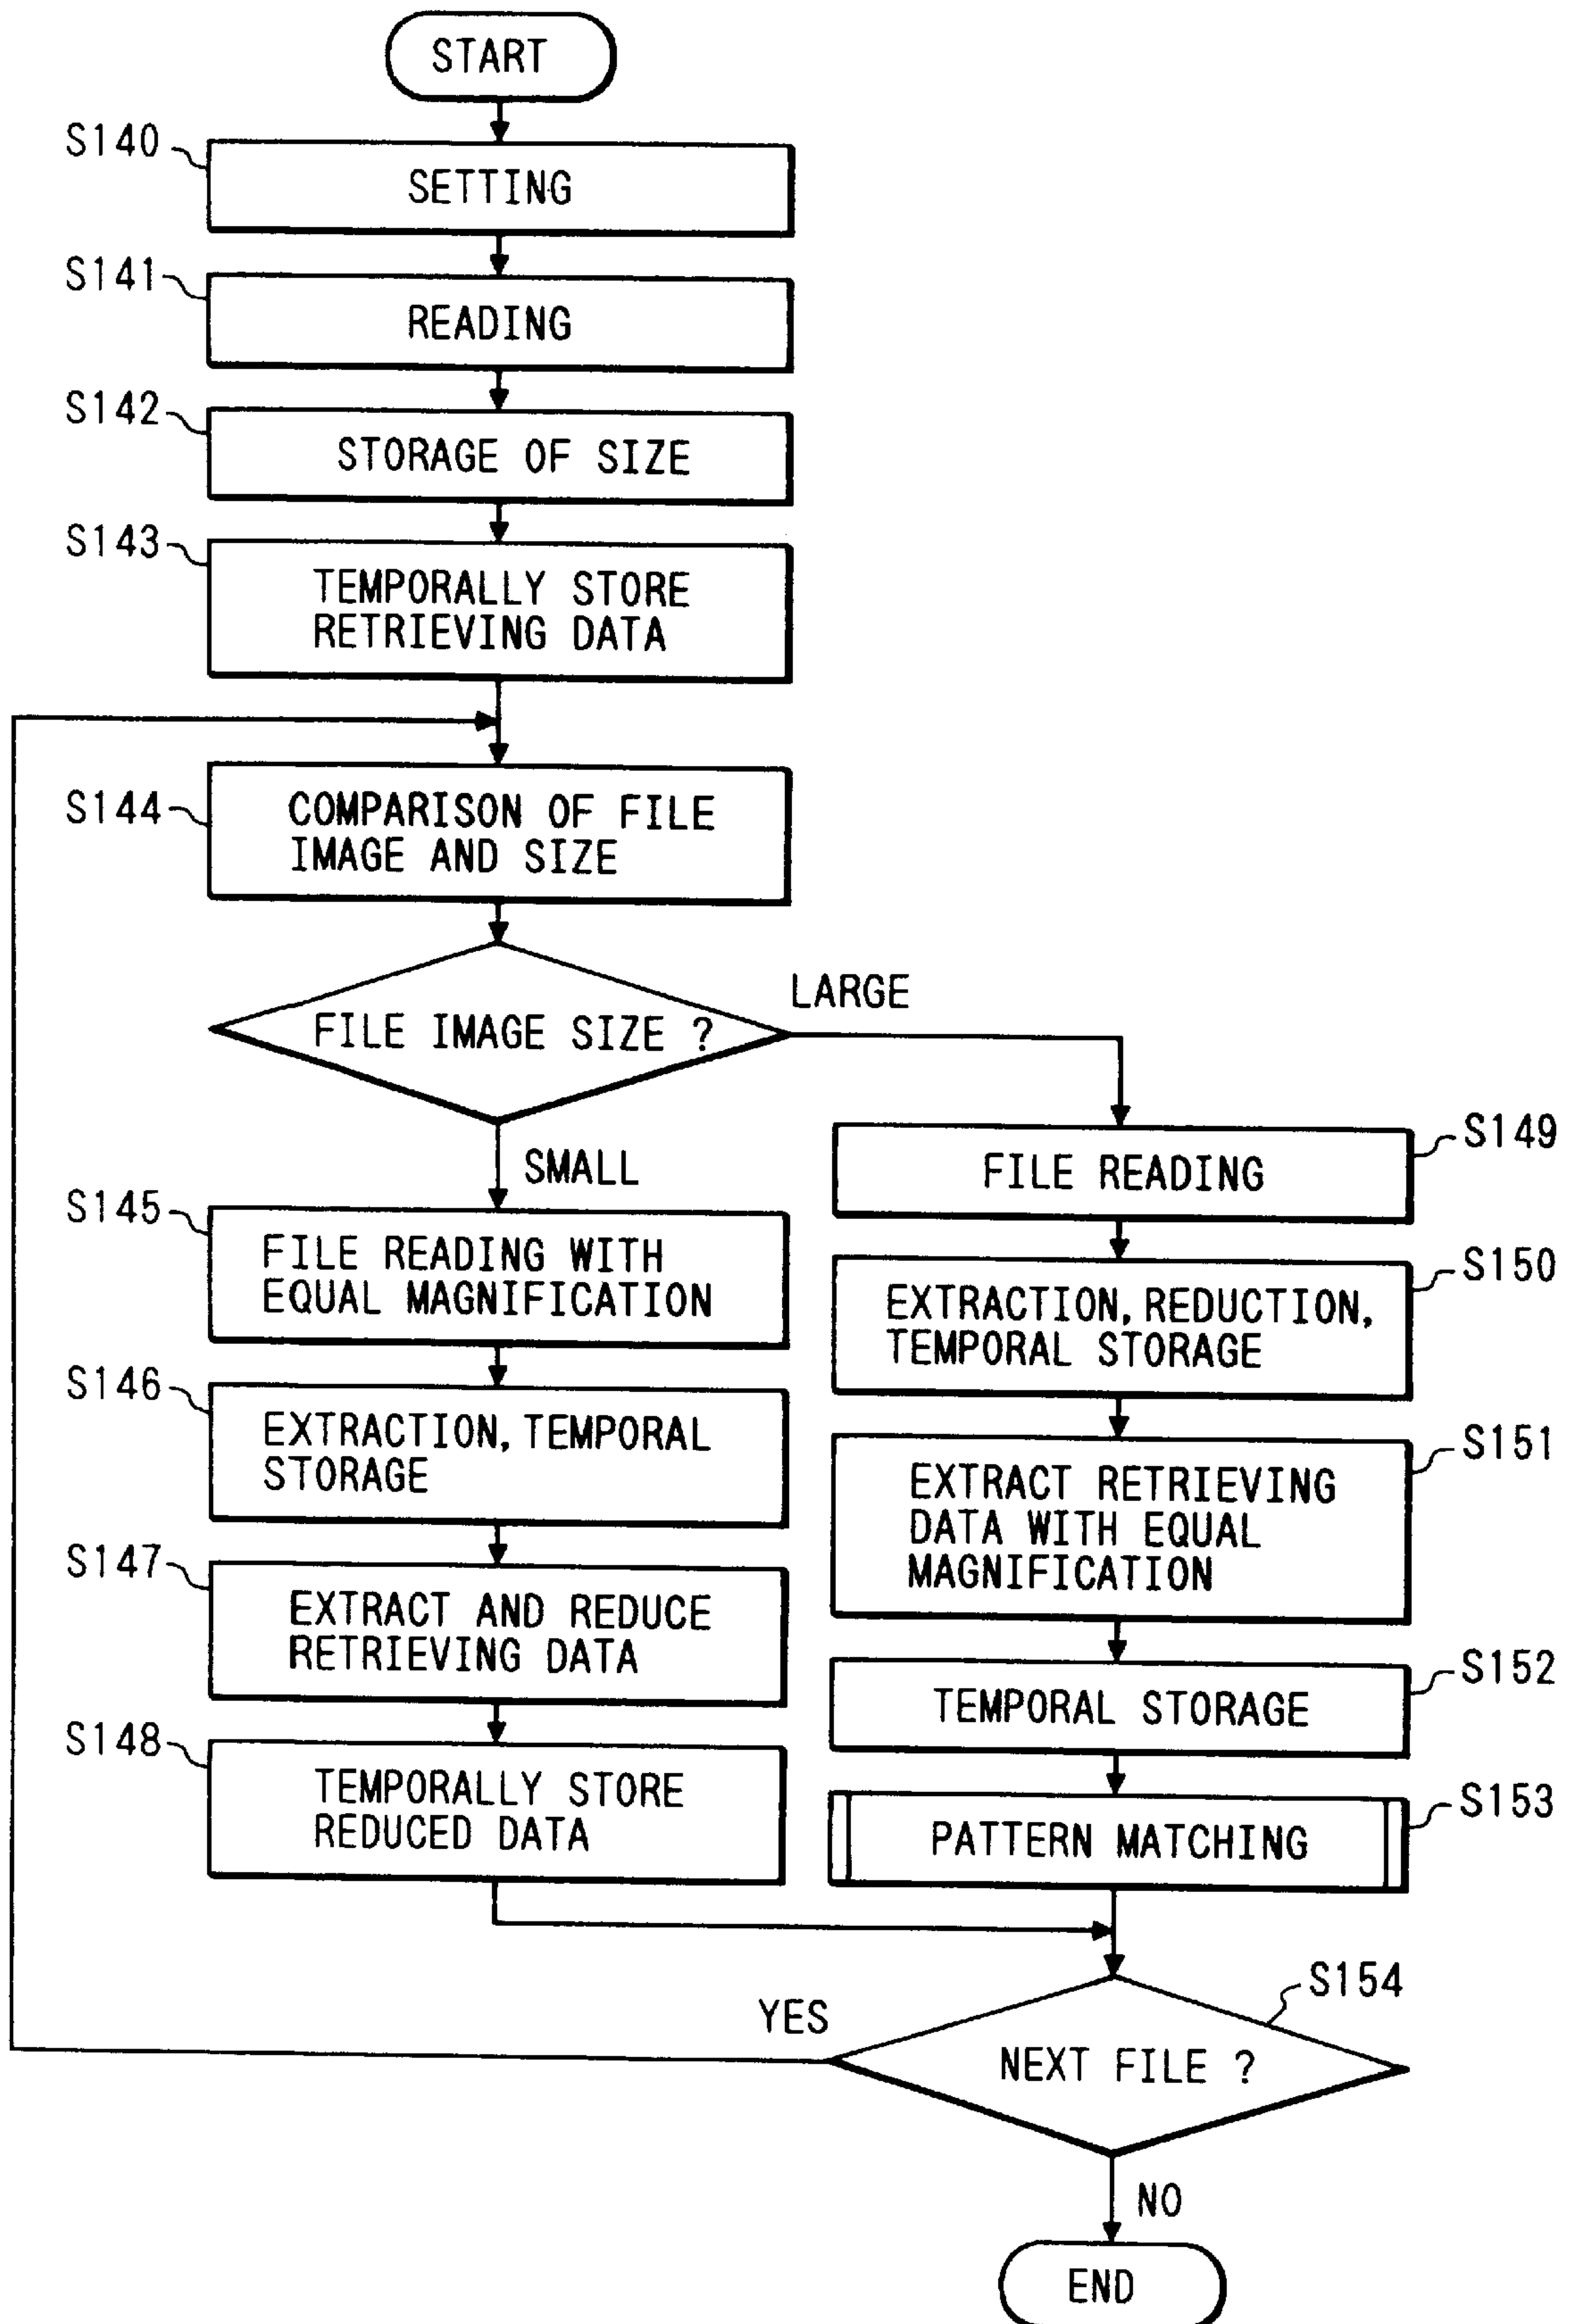 START
S140
SETTING
S141
READING
S142
STORAGE OF SIZE
S143
TEMPORALLY STORE
RETRIEVING DATA
S144
COMPARISON OF FILE
IMAGE AND SIZE
FILE IMAGE SIZE ?
LARGE
SMALL
S145
FILE READING WITH
EQUAL MAGNIFICATION
S146
EXTRACTION, TEMPORAL
STORAGE
S147
EXTRACT AND REDUCE
RETRIEVING DATA
S148
TEMPORALLY STORE
REDUCED DATA
S149
FILE READING
S150
EXTRACTION, REDUCTION,
TEMPORAL STORAGE
S151
EXTRACT RETRIEVING
DATA WITH EQUAL
MAGNIFICATION
S152
TEMPORAL STORAGE
S153
PATTERN MATCHING
S154
NEXT FILE ?
YES
NO
END